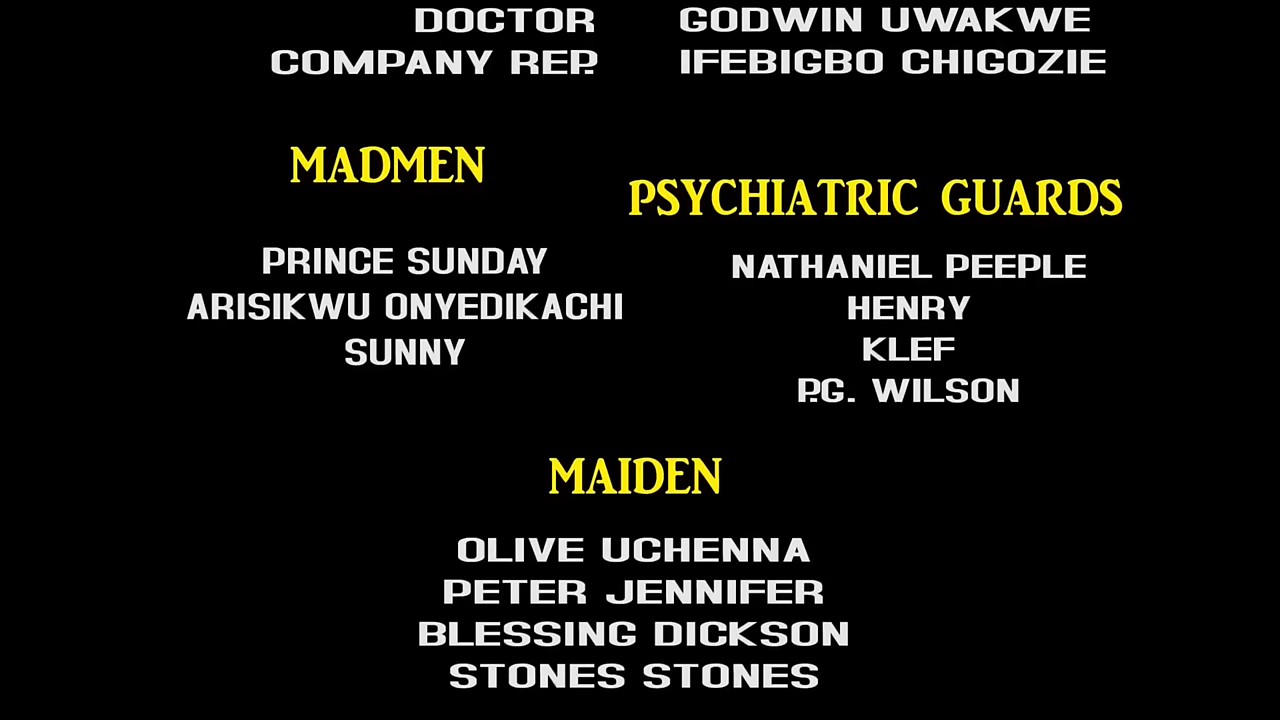 DOCTOR GODWIN UWAKWE
COMPANY REP. IFEBIGBO CHIGOZIE
MADMEN
PRINCE SUNDAY
ARISIKWU ONYEDIKACHI
SUNNY
PSYCHIATRIC GUARDS
NATHANIEL PEEPLE
HENRY
KLEF
P.G. WILSON
MAIDEN
OLIVE UCHENNA
PETER JENNIFER
BLESSING DICKSON
STONES STONES